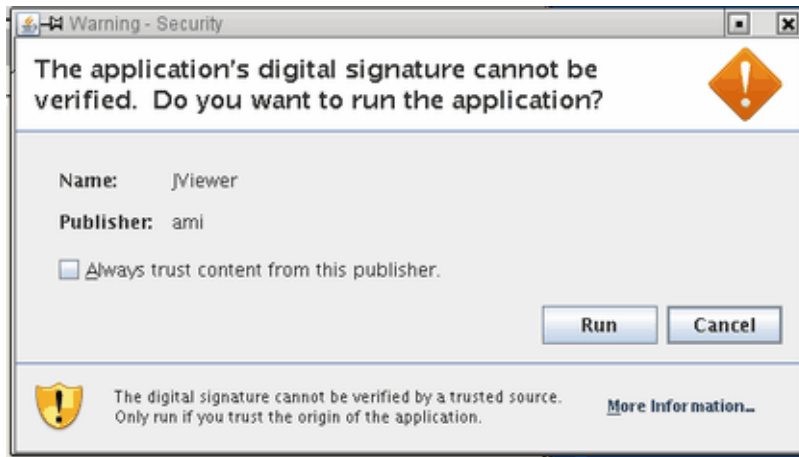 Warning - Security
The application's digital signature cannot be
verified. Do you want to run the application?
Name: JViewer
Publisher: ami
Always trust content from this publisher.
Run Cancel
The digital signature cannot be verified by a trusted source.
Only run if you trust the origin of the application.
More Information...